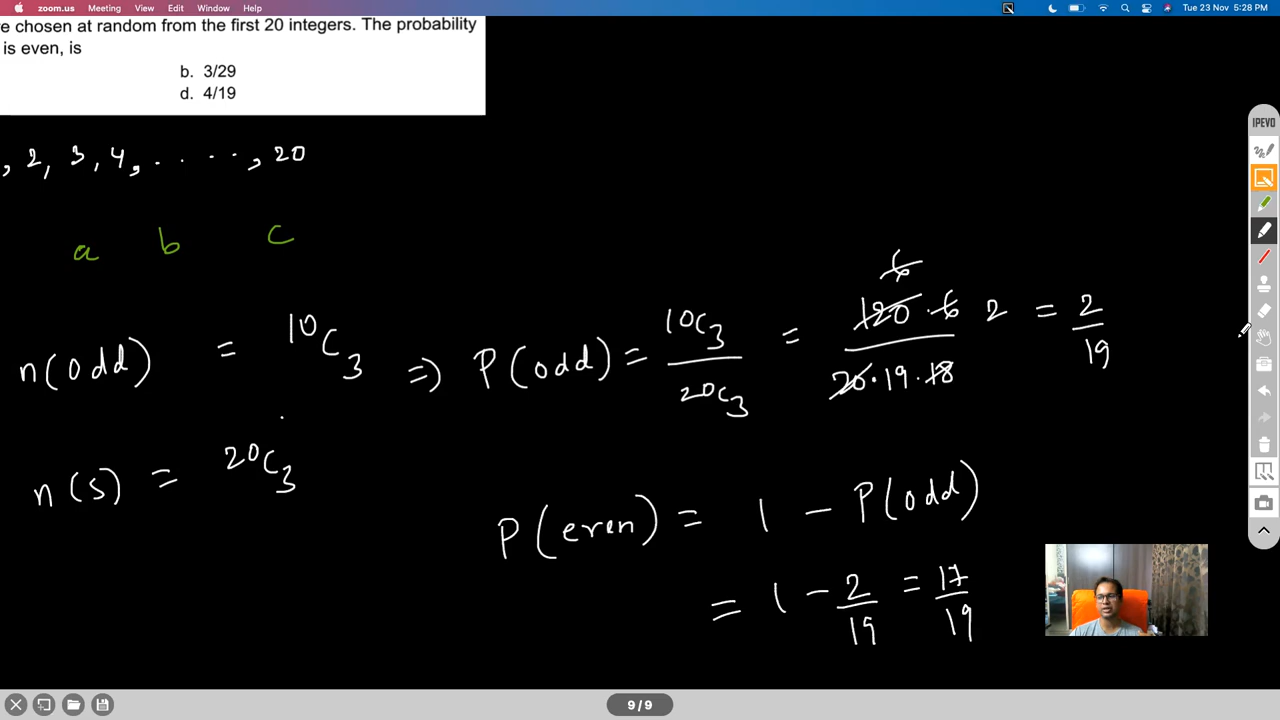 zoom.us Meeting View Edit Window Help Tue 23 Nov 5:28 PM
e chosen at random from the first 20 integers. The probability
is even, is
b. 3/29
d. 4/19
IPEVO
, 2, 3, 4, . . . . , 20
a b c
n(odd) = 10C3 => P(odd) = 10C3 / 20C3 = 120 · 6 / 20 · 19 · 18 6 2 = 2/19
n(s) = 20C3
P(even) = 1 - P(odd)
= 1 - 2/19 = 17/19
9/9